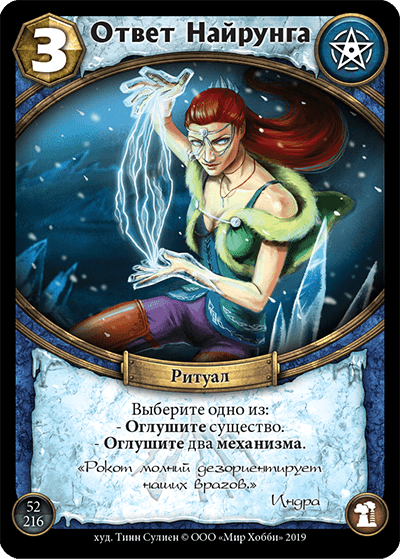 3
Ответ Найрунга
Ритуал
Выберите одно из:
- Оглушите существо.
- Оглушите два механизма.
«Рокот молний дезориентирует
наших врагов.»
Индра
52
216
худ. Тиин Сулиен © ООО «Мир Хобби» 2019